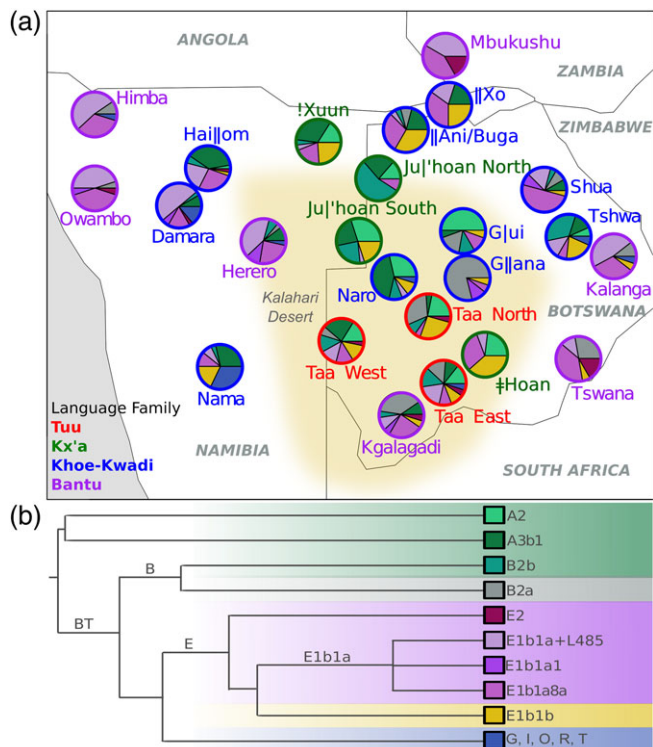 (a)
ANGOLA
Mbukushu
ZAMBIA
Himba
!Xuun
ǁXo
ZIMBABWE
Haiǁom
ǁAni/Buga
Ju|'hoan North
Shua
Owambo
Ju|'hoan South
Tshwa
Damara
G|ui
Herero
Gǁana
Kalanga
Kalahari
Desert
Naro
BOTSWANA
Taa North
Taa West
ǂHoan
Tswana
Nama
Taa East
Language Family
Tuu
Kx'a
Khoe-Kwadi
Bantu
NAMIBIA
Kgalagadi
SOUTH AFRICA
(b)
A2
A3b1
B
B2b
B2a
BT
E2
E
E1b1a
E1b1a+L485
E1b1a1
E1b1a8a
E1b1b
G, I, O, R, T